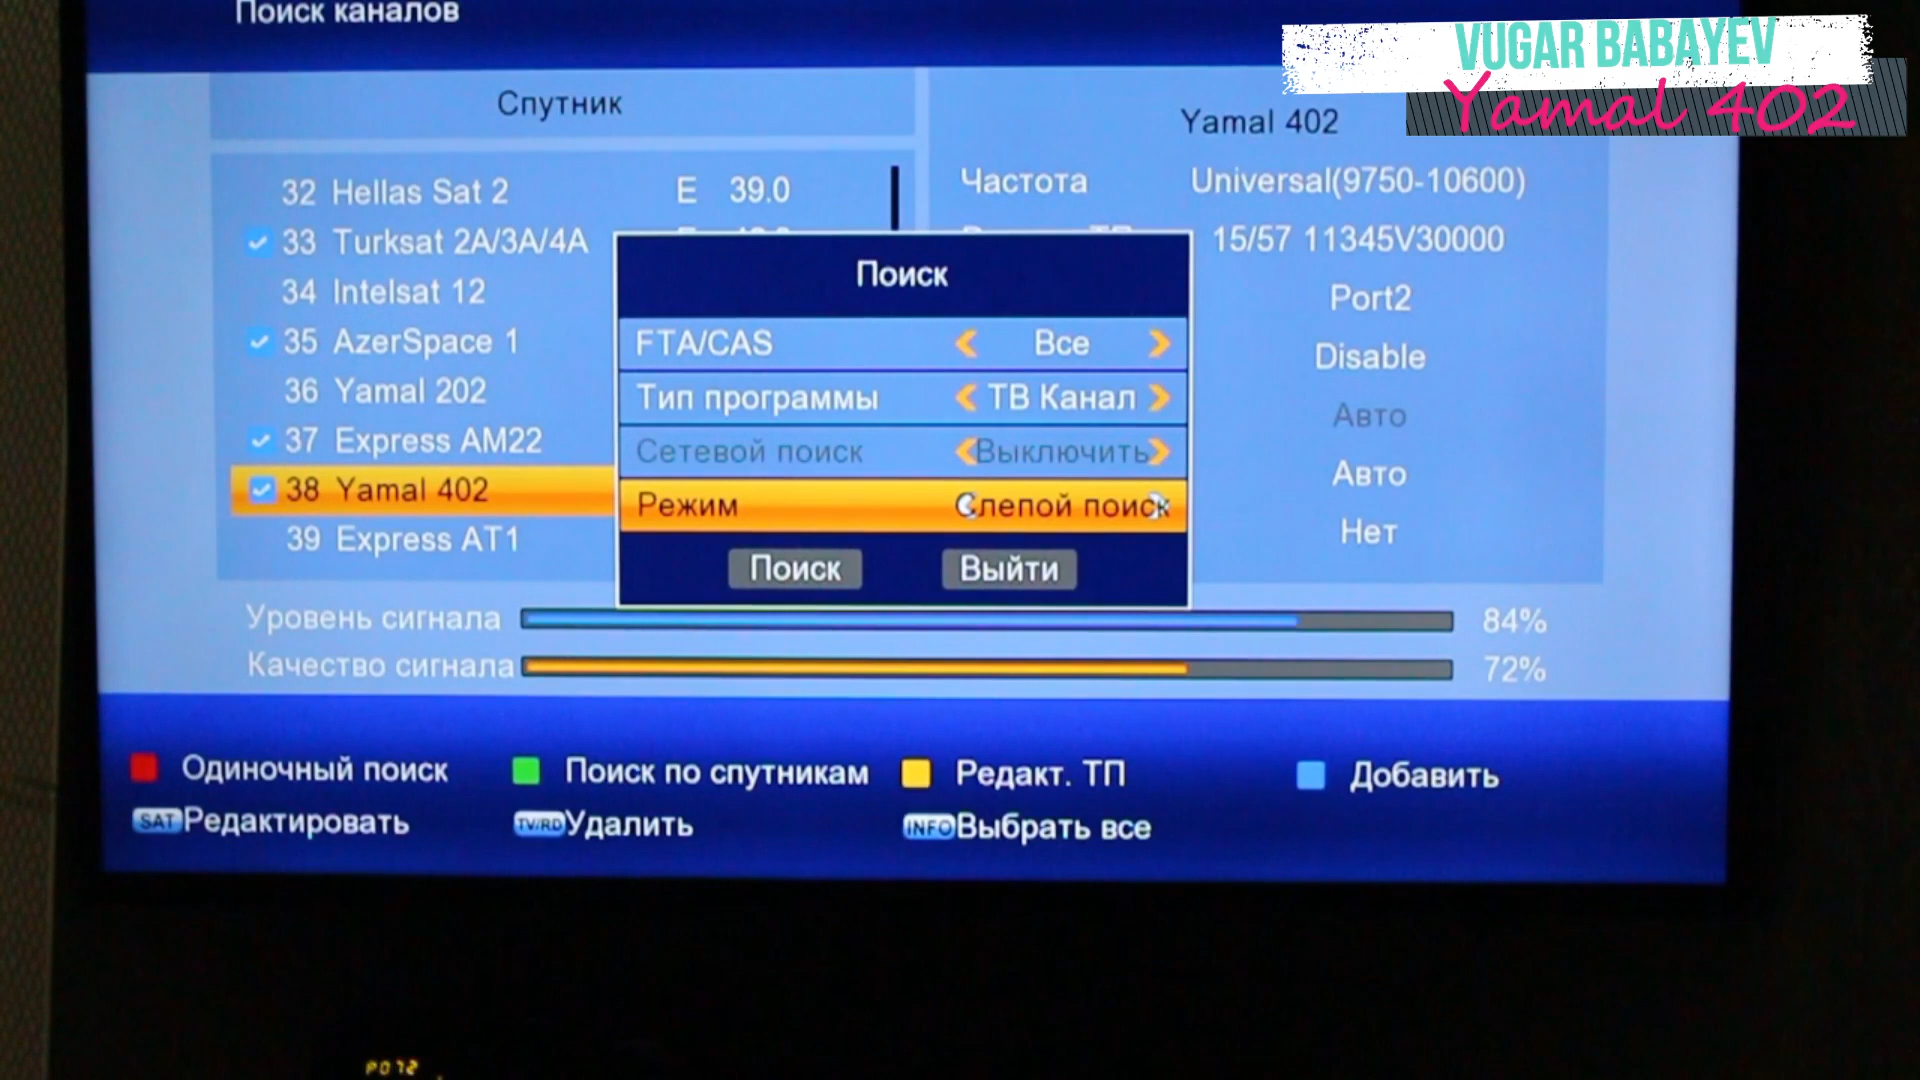 Поиск каналов
VUGAR BABAYEV
Yamal 402
Спутник
Yamal 402
32 Hellas Sat 2 E 39.0
33 Turksat 2A/3A/4A
34 Intelsat 12
35 AzerSpace 1
36 Yamal 202
37 Express AM22
38 Yamal 402
39 Express AT1
Частота Universal(9750-10600)
15/57 11345V30000
Port2
Disable
Авто
Авто
Нет
Поиск
FTA/CAS Все
Тип программы ТВ Канал
Сетевой поиск Выключить
Режим Слепой поиск
Поиск Выйти
Уровень сигнала 84%
Качество сигнала 72%
Одиночный поиск Поиск по спутникам Редакт. ТП Добавить
SAT Редактировать TV/RD Удалить INFO Выбрать все
P072